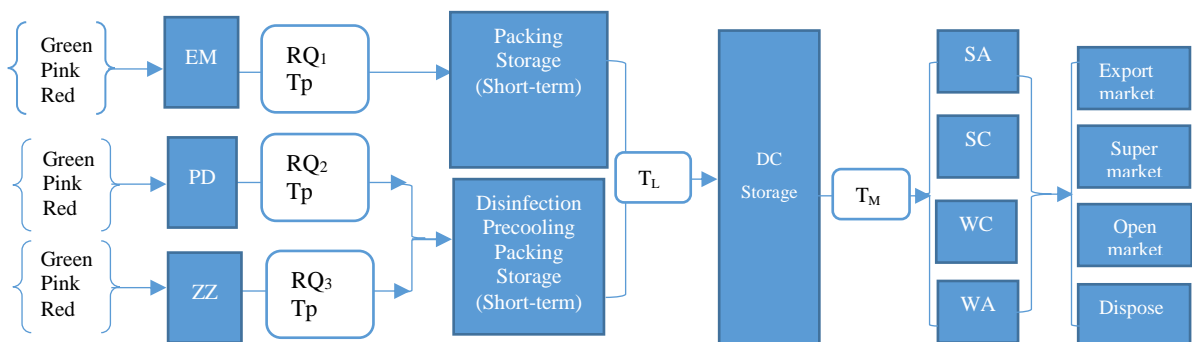 Green
Pink
Red
EM
RQ1
Tp
Packing
Storage
(Short-term)
Green
Pink
Red
PD
RQ2
Tp
Green
Pink
Red
ZZ
RQ3
Tp
Disinfection
Precooling
Packing
Storage
(Short-term)
TL
DC
Storage
TM
SA
SC
WC
WA
Export
market
Super
market
Open
market
Dispose